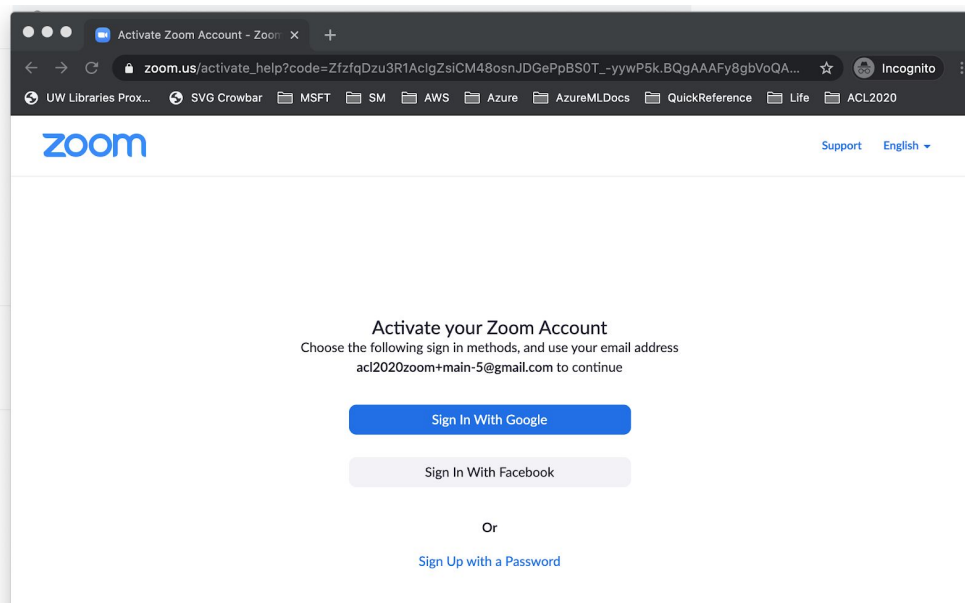 Activate Zoom Account - Zoom
zoom.us/activate_help?code=ZfzfqDzu3R1AclgZsiCM48osnJDGePpBS0T_-yywP5k.BQgAAAFy8gbVoQA... Incognito
UW Libraries Prox... SVG Crowbar MSFT SM AWS Azure AzureMLDocs QuickReference Life ACL2020
zoom Support English
Activate your Zoom Account
Choose the following sign in methods, and use your email address
acl2020zoom+main-5@gmail.com to continue
Sign In With Google
Sign In With Facebook
Or
Sign Up with a Password